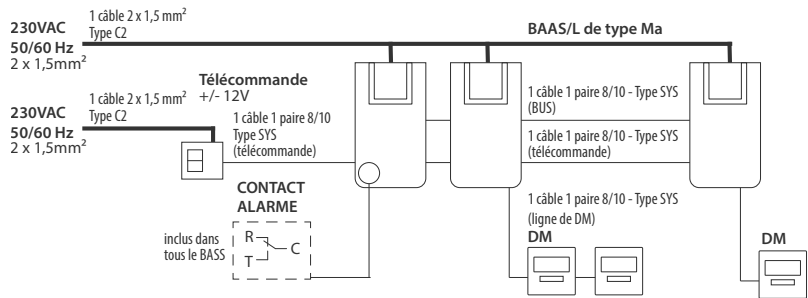 230VAC
50/60 Hz
2 x 1,5mm²
1 câble 2 x 1,5 mm²
Type C2
BAAS/L de type Ma
230VAC
50/60 Hz
2 x 1,5mm²
1 câble 2 x 1,5 mm²
Type C2
Télécommande
+/- 12V
1 câble 1 paire 8/10
Type SYS
(télécommande)
1 câble 1 paire 8/10 - Type SYS
(BUS)
1 câble 1 paire 8/10 - Type SYS
(télécommande)
CONTACT
ALARME
inclus dans
tous le BASS
R
C
T
1 câble 1 paire 8/10 - Type SYS
(ligne de DM)
DM
DM